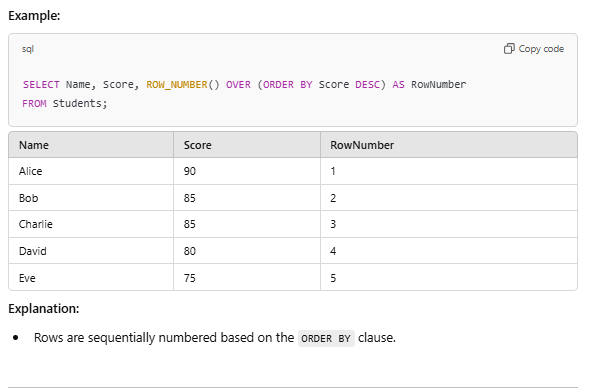 Example:
sql Copy code
SELECT Name, Score, ROW_NUMBER() OVER (ORDER BY Score DESC) AS RowNumber
FROM Students;
Name Score RowNumber
Alice 90 1
Bob 85 2
Charlie 85 3
David 80 4
Eve 75 5
Explanation:
• Rows are sequentially numbered based on the ORDER BY clause.